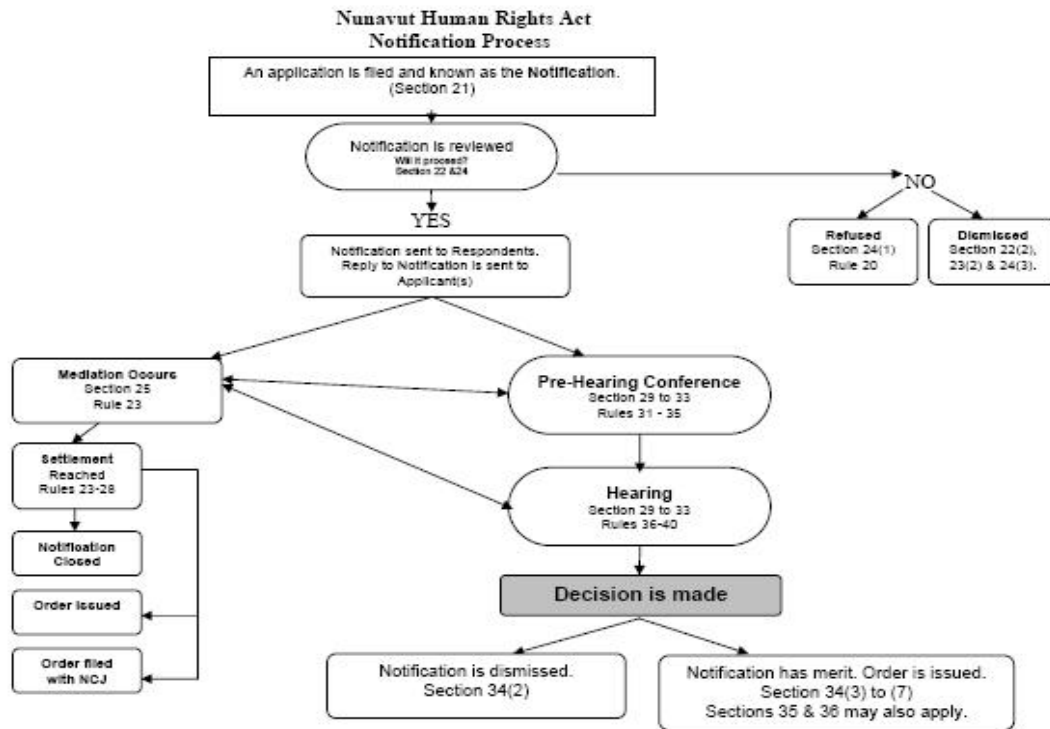 Nunavut Human Rights Act
Notification Process
An application is filed and known as the Notification.
(Section 21)
Notification is reviewed
Will it proceed?
Section 22 &24
NO
YES
Refused
Section 24(1)
Rule 20
Dismissed
Section 22(2),
23(2) & 24(3).
Notification sent to Respondents.
Reply to Notification is sent to
Applicant(s)
Mediation Occurs
Section 25
Rule 23
Pre-Hearing Conference
Section 29 to 33
Rules 31 - 35
Settlement
Reached
Rules 23-28
Hearing
Section 29 to 33
Rules 36-40
Notification
Closed
Decision is made
Order Issued
Order filed
with NCJ
Notification is dismissed.
Section 34(2)
Notification has merit. Order is issued.
Section 34(3) to (7)
Sections 35 & 36 may also apply.